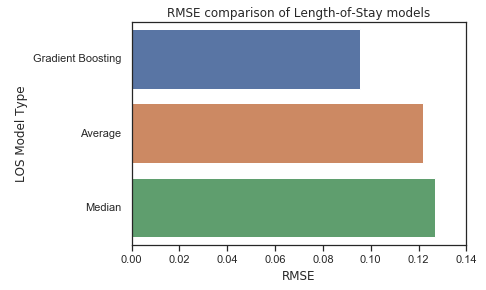 RMSE comparison of Length-of-Stay models
LOS Model Type
Gradient Boosting
Average
Median
0.00 0.02 0.04 0.06 0.08 0.10 0.12 0.14
RMSE